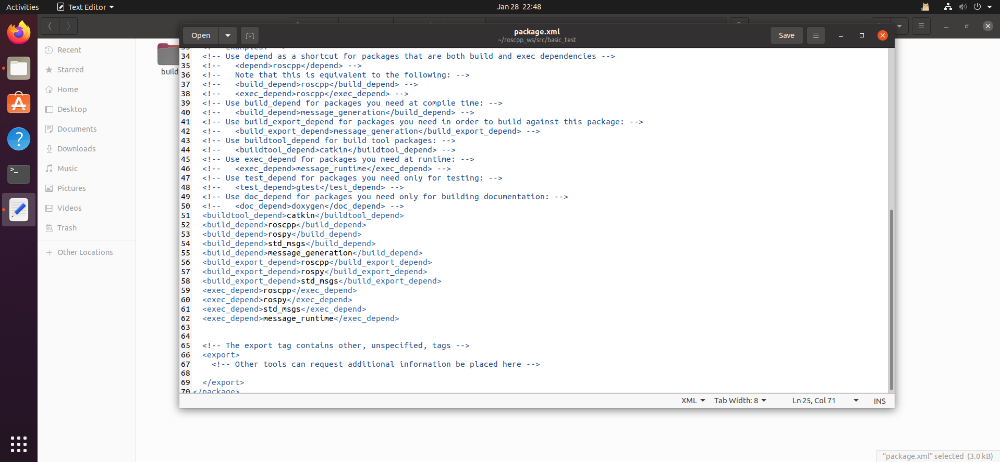 Activities
Text Editor
Jan 28 22:48
Open
package.xml
~/roscpp_ws/src/basic_test
Save
Recent
Starred
Home
Desktop
Documents
Downloads
Music
Pictures
Videos
Trash
Other Locations
build
33 <!-- Examples: -->
34 <!-- Use depend as a shortcut for packages that are both build and exec dependencies -->
35 <!--   <depend>roscpp</depend> -->
36 <!--   Note that this is equivalent to the following: -->
37 <!--   <build_depend>roscpp</build_depend> -->
38 <!--   <exec_depend>roscpp</exec_depend> -->
39 <!-- Use build_depend for packages you need at compile time: -->
40 <!--   <build_depend>message_generation</build_depend> -->
41 <!-- Use build_export_depend for packages you need in order to build against this package: -->
42 <!--   <build_export_depend>message_generation</build_export_depend> -->
43 <!-- Use buildtool_depend for build tool packages: -->
44 <!--   <buildtool_depend>catkin</buildtool_depend> -->
45 <!-- Use exec_depend for packages you need at runtime: -->
46 <!--   <exec_depend>message_runtime</exec_depend> -->
47 <!-- Use test_depend for packages you need only for testing: -->
48 <!--   <test_depend>gtest</test_depend> -->
49 <!-- Use doc_depend for packages you need only for building documentation: -->
50 <!--   <doc_depend>doxygen</doc_depend> -->
51 <buildtool_depend>catkin</buildtool_depend>
52 <build_depend>roscpp</build_depend>
53 <build_depend>rospy</build_depend>
54 <build_depend>std_msgs</build_depend>
55 <build_depend>message_generation</build_depend>
56 <build_export_depend>roscpp</build_export_depend>
57 <build_export_depend>rospy</build_export_depend>
58 <build_export_depend>std_msgs</build_export_depend>
59 <exec_depend>roscpp</exec_depend>
60 <exec_depend>rospy</exec_depend>
61 <exec_depend>std_msgs</exec_depend>
62 <exec_depend>message_runtime</exec_depend>
63
64
65 <!-- The export tag contains other, unspecified, tags -->
66 <export>
67 <!-- Other tools can request additional information be placed here -->
68
69 </export>
70 </package>
XML
Tab Width: 8
Ln 25, Col 71
INS
"package.xml" selected (3.0 kB)